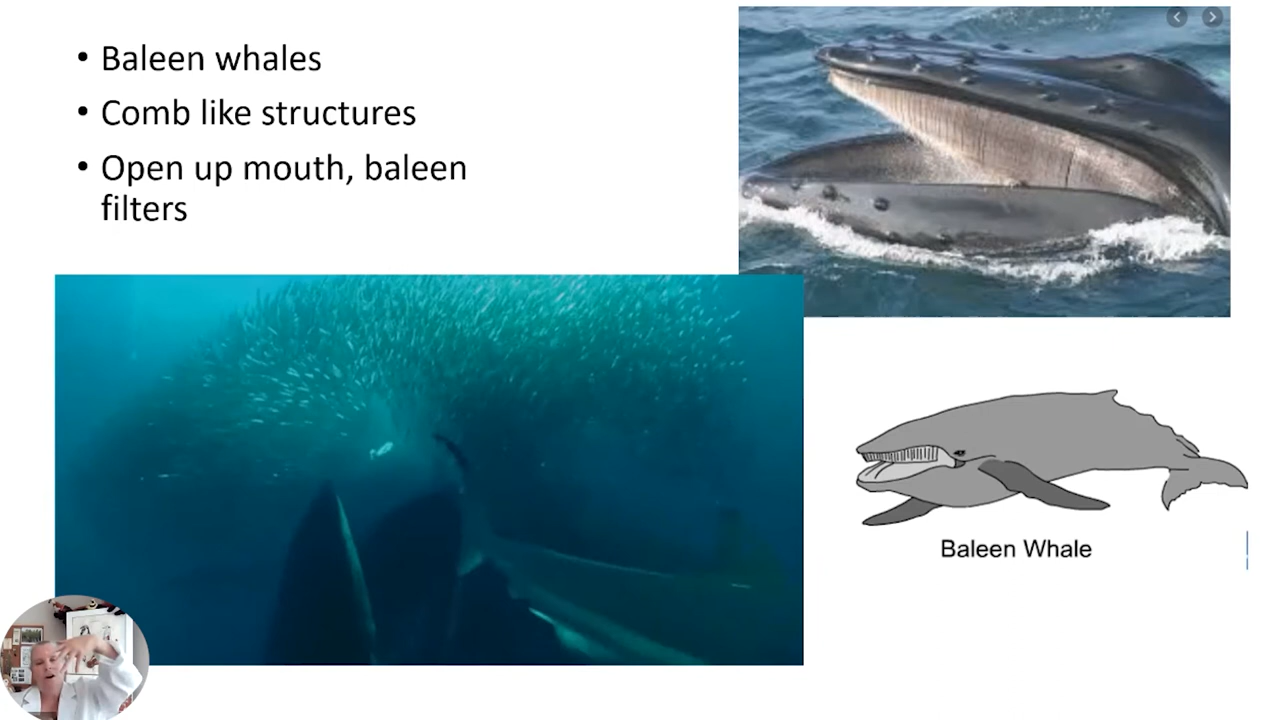 • Baleen whales
• Comb like structures
• Open up mouth, baleen
filters
Baleen Whale